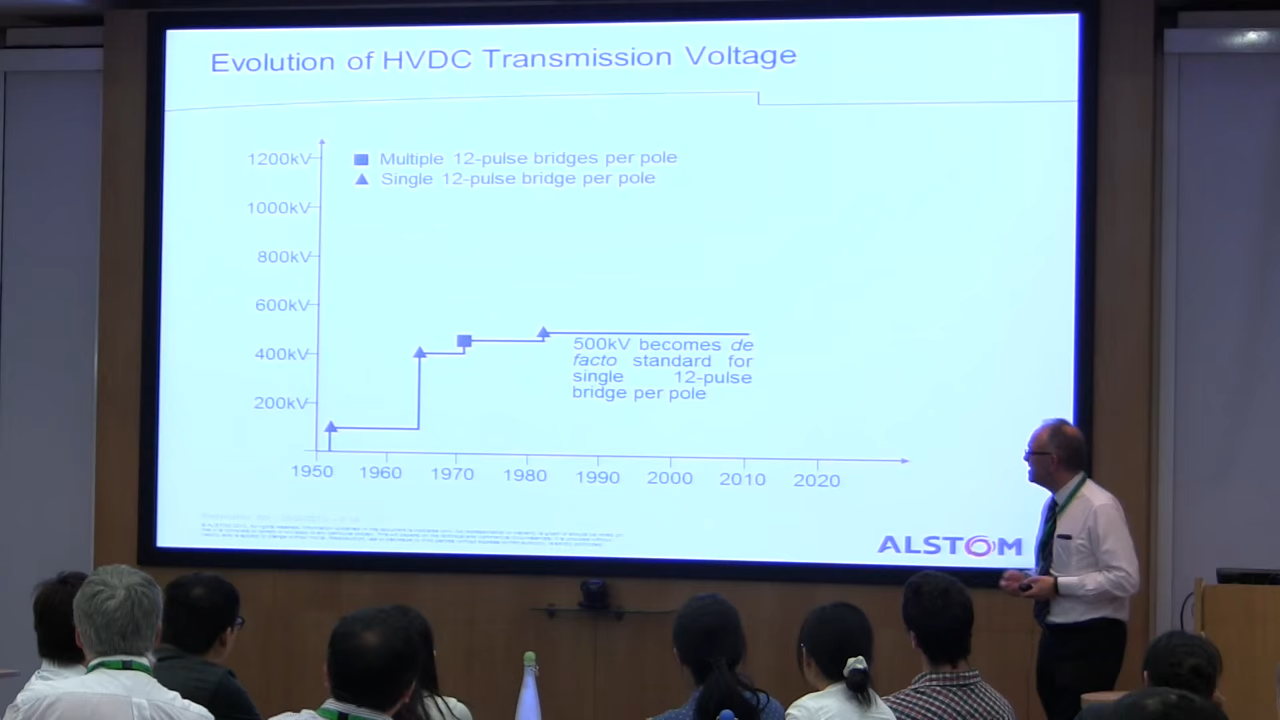 Evolution of HVDC Transmission Voltage
1200kV
Multiple 12-pulse bridges per pole
Single 12-pulse bridge per pole
1000kV
800kV
600kV
400kV
200kV
500kV becomes de
facto standard for
single 12-pulse
bridge per pole
1950 1960 1970 1980 1990 2000 2010 2020
ALSTOM